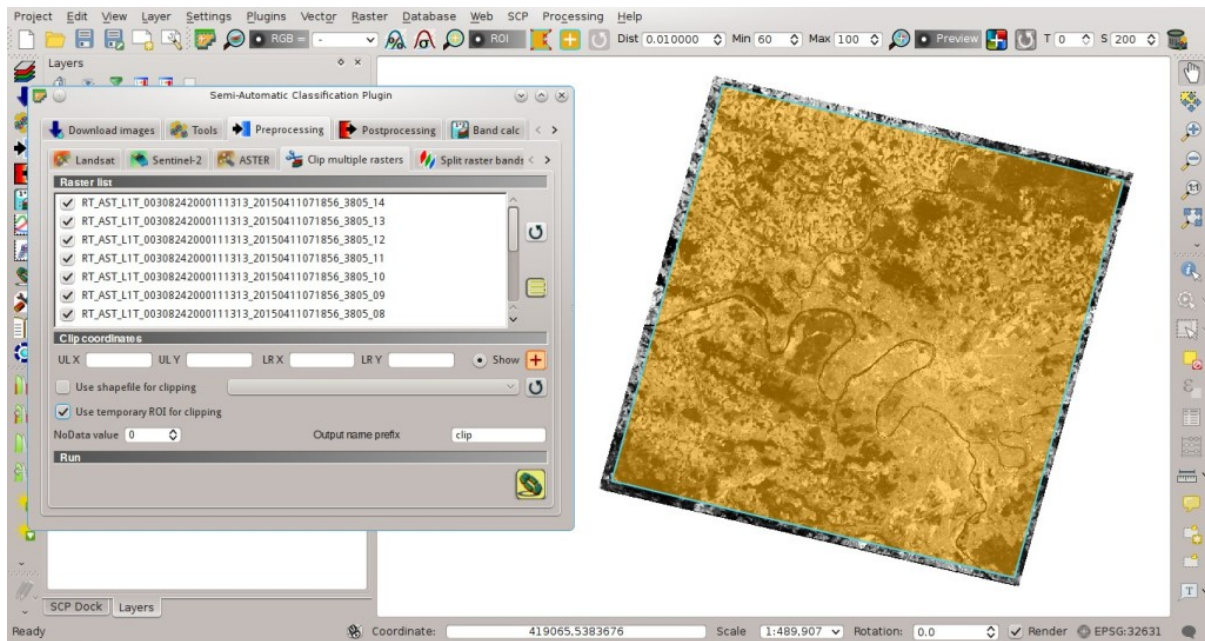 Project Edit View Layer Settings Plugins Vector Raster Database Web SCP Processing Help
RGB = - ROI Dist 0.010000 Min 60 Max 100 Preview T 0 S 200
Layers
Semi-Automatic Classification Plugin
Download images Tools Preprocessing Postprocessing Band calc
Landsat Sentinel-2 ASTER Clip multiple rasters Split raster bands
Raster list
RT_AST_L1T_00308242000111313_20150411071856_3805_14
RT_AST_L1T_00308242000111313_20150411071856_3805_13
RT_AST_L1T_00308242000111313_20150411071856_3805_12
RT_AST_L1T_00308242000111313_20150411071856_3805_11
RT_AST_L1T_00308242000111313_20150411071856_3805_10
RT_AST_L1T_00308242000111313_20150411071856_3805_09
RT_AST_L1T_00308242000111313_20150411071856_3805_08
Clip coordinates
UL X UL Y LR X LR Y Show
Use shapefile for clipping
Use temporary ROI for clipping
NoData value 0 Output name prefix clip
Run
SCP Dock Layers
Ready Coordinate: 419065,5383676 Scale 1:489,907 Rotation: 0.0 Render EPSG:32631